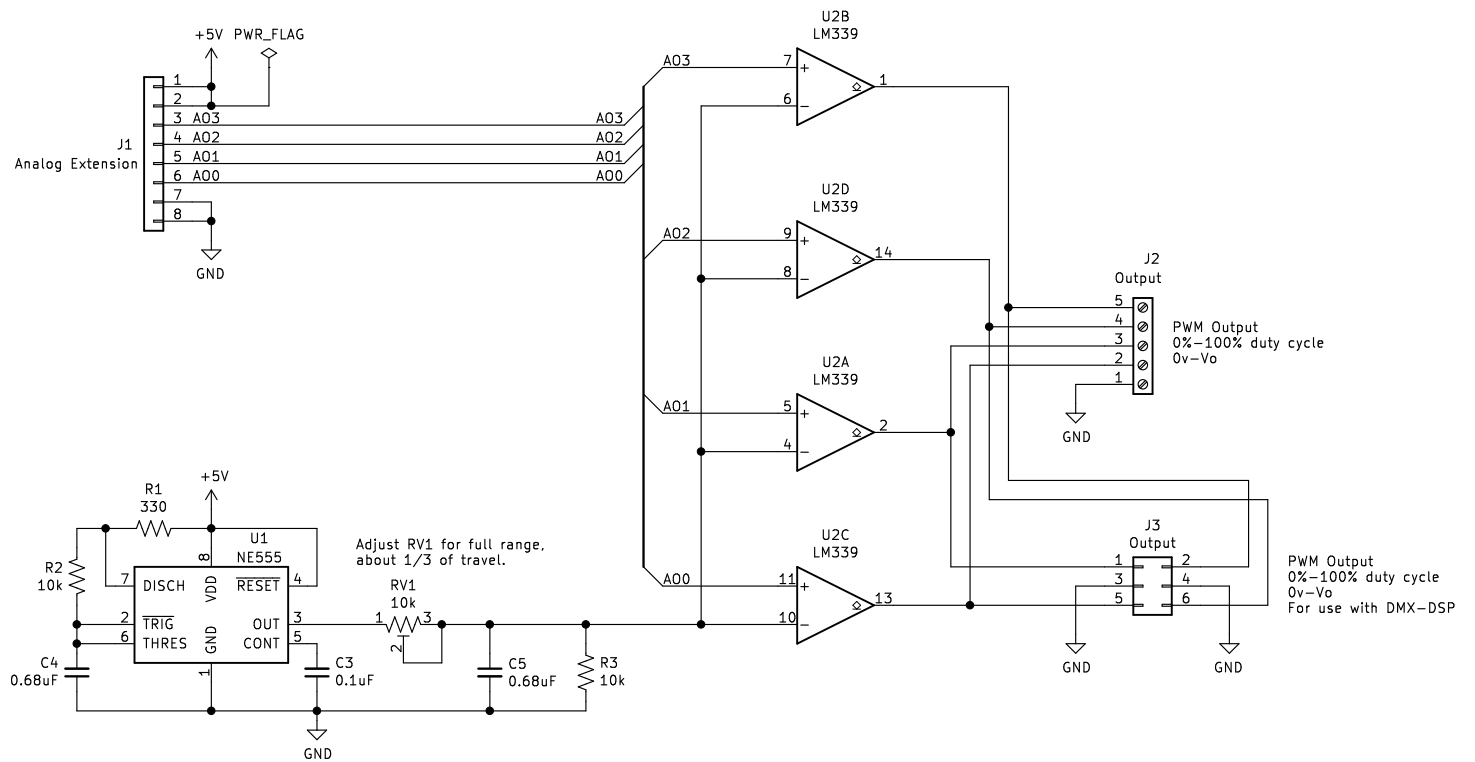 U2B
LM339
+5V PWR_FLAG
AO3
7
+
1
6
−
1
2
3 AO3 AO3
4 AO2 AO2
5 AO1 AO1
6 AO0 AO0
7
8
J1
Analog Extension
GND
U2D
LM339
AO2
9
+
14
8
−
J2
Output
5
4
3
2
1
PWM Output
0%−100% duty cycle
0v−Vo
GND
U2A
LM339
AO1
5
+
2
4
−
+5V
R1
330
U1
NE555
R2
10k
7 DISCH
8 VDD
RESET 4
2 TRIG
6 THRES
GND
1
OUT 3
CONT 5
C4
0.68uF
C3
0.1uF
GND
Adjust RV1 for full range,
about 1/3 of travel.
RV1
10k
1 3
2
C5
0.68uF
R3
10k
U2C
LM339
AO0
11
+
13
10
−
J3
Output
1 2
3 4
5 6
GND
GND
PWM Output
0%−100% duty cycle
0v−Vo
For use with DMX−DSP